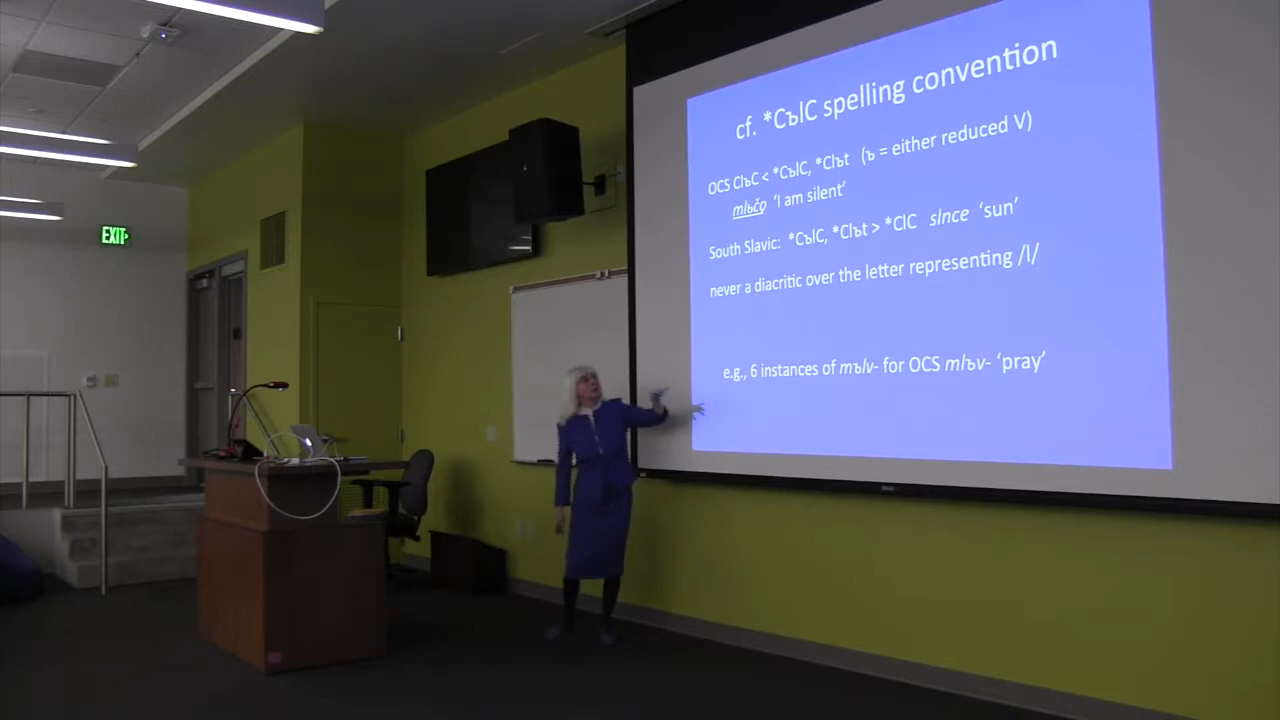 cf. *CъlC spelling convention
OCS ClъC < *CъlC, *Clъt (ъ = either reduced V)
mlьčǫ 'I am silent'
South Slavic: *CъlC, *Clъt > *ClC slnce 'sun'
never a diacritic over the letter representing /l/
e.g., 6 instances of mъlv- for OCS mlъv- 'pray'
EXIT